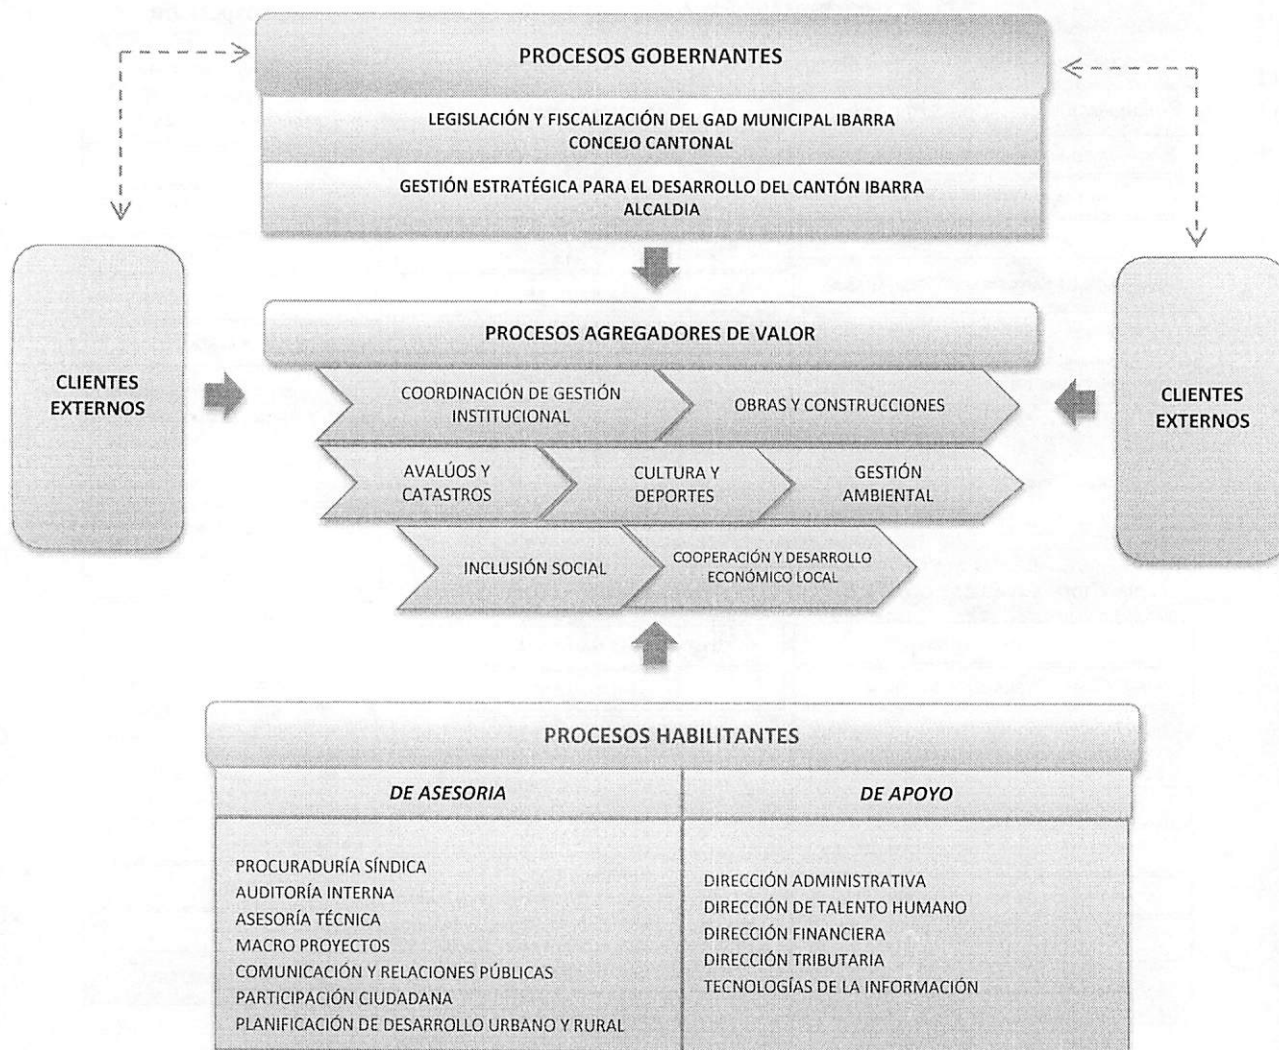 PROCESOS GOBERNANTES
LEGISLACIÓN Y FISCALIZACIÓN DEL GAD MUNICIPAL IBARRA
CONCEJO CANTONAL
GESTIÓN ESTRATÉGICA PARA EL DESARROLLO DEL CANTÓN IBARRA
ALCALDIA
CLIENTES
EXTERNOS
PROCESOS AGREGADORES DE VALOR
COORDINACIÓN DE GESTIÓN
INSTITUCIONAL
OBRAS Y CONSTRUCCIONES
AVALÚOS Y
CATASTROS
CULTURA Y
DEPORTES
GESTIÓN
AMBIENTAL
INCLUSIÓN SOCIAL
COOPERACIÓN Y DESARROLLO
ECONÓMICO LOCAL
CLIENTES
EXTERNOS
PROCESOS HABILITANTES
DE ASESORIA
PROCURADURÍA SÍNDICA
AUDITORÍA INTERNA
ASESORÍA TÉCNICA
MACRO PROYECTOS
COMUNICACIÓN Y RELACIONES PÚBLICAS
PARTICIPACIÓN CIUDADANA
PLANIFICACIÓN DE DESARROLLO URBANO Y RURAL
DE APOYO
DIRECCIÓN ADMINISTRATIVA
DIRECCIÓN DE TALENTO HUMANO
DIRECCIÓN FINANCIERA
DIRECCIÓN TRIBUTARIA
TECNOLOGÍAS DE LA INFORMACIÓN